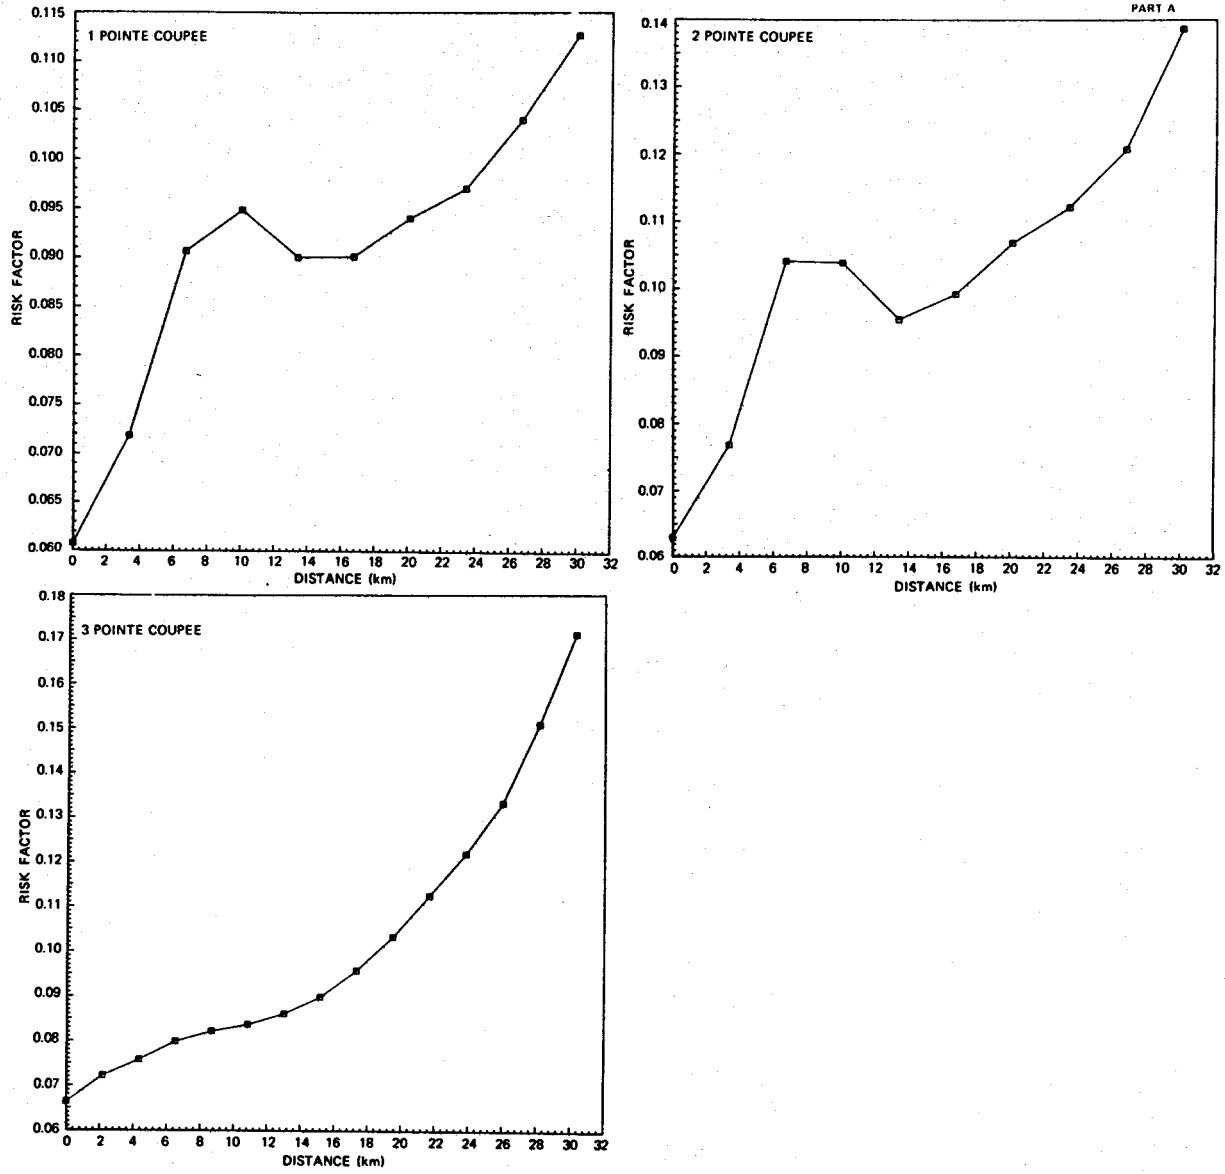 PART A
1 POINTE COUPEE
0.115
0.110
0.105
0.100
0.095
0.090
0.085
0.080
0.075
0.070
0.065
0.060
RISK FACTOR
0 2 4 6 8 10 12 14 16 18 20 22 24 26 28 30 32
DISTANCE (km)
2 POINTE COUPEE
0.14
0.13
0.12
0.11
0.10
0.09
0.08
0.07
0.06
RISK FACTOR
0 2 4 6 8 10 12 14 16 18 20 22 24 26 28 30 32
DISTANCE (km)
3 POINTE COUPEE
0.18
0.17
0.16
0.15
0.14
0.13
0.12
0.11
0.10
0.09
0.08
0.07
0.06
RISK FACTOR
0 2 4 6 8 10 12 14 16 18 20 22 24 26 28 30 32
DISTANCE (km)